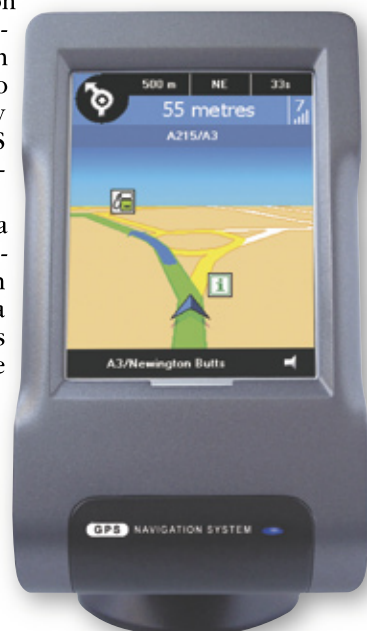 500 m NE 33s
55 metres 7
A215/A3
i
A3/Newington Butts
GPS NAVIGATION SYSTEM